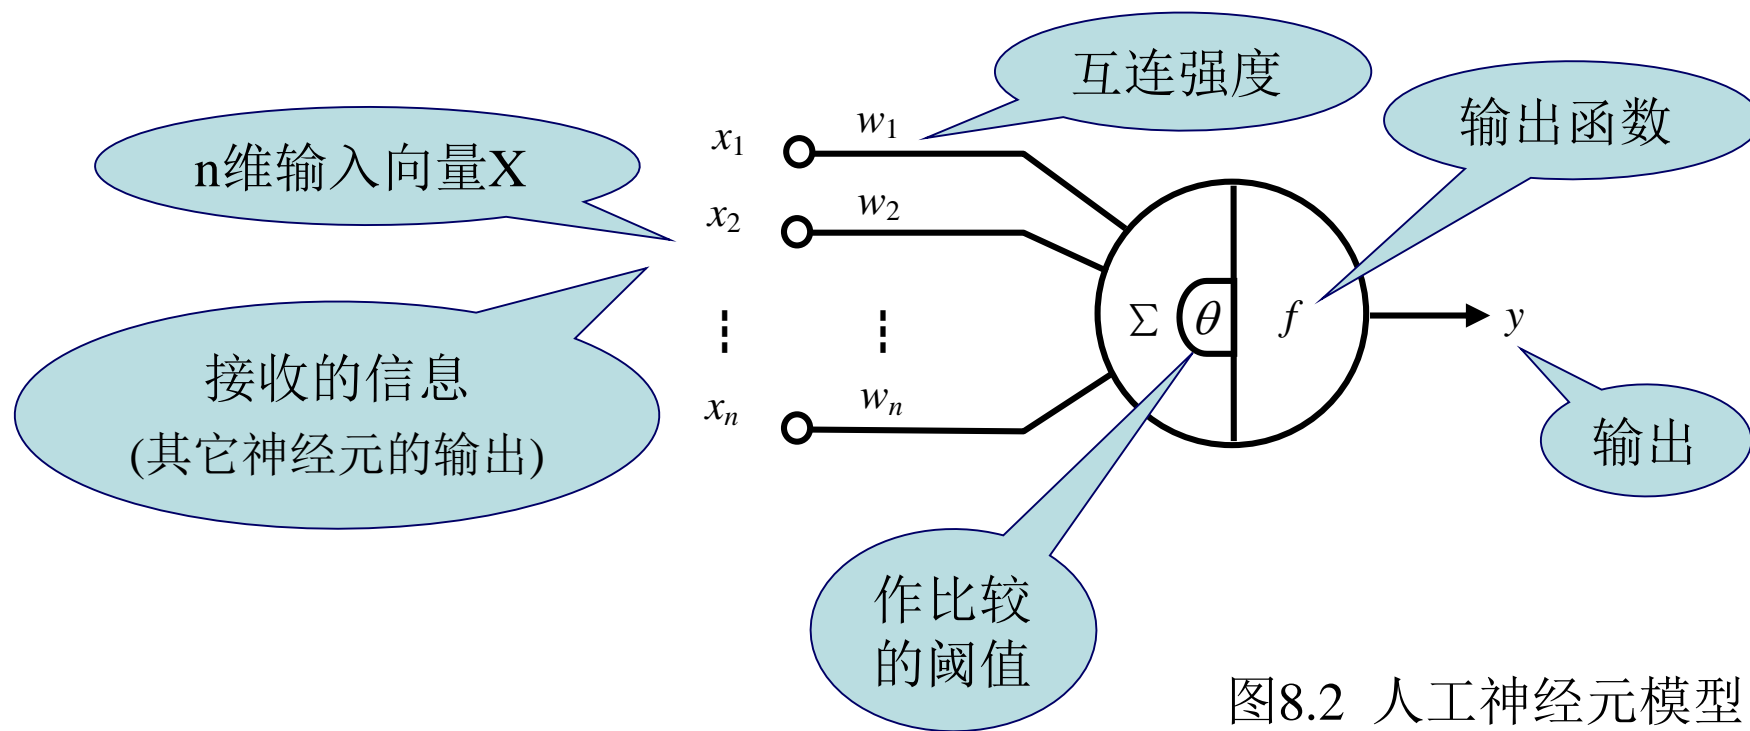 互连强度
输出函数
n维输入向量X
x1 w1
x2 w2
接收的信息
(其它神经元的输出)
Σ θ f y
xn wn
输出
作比较
的阈值
图8.2 人工神经元模型